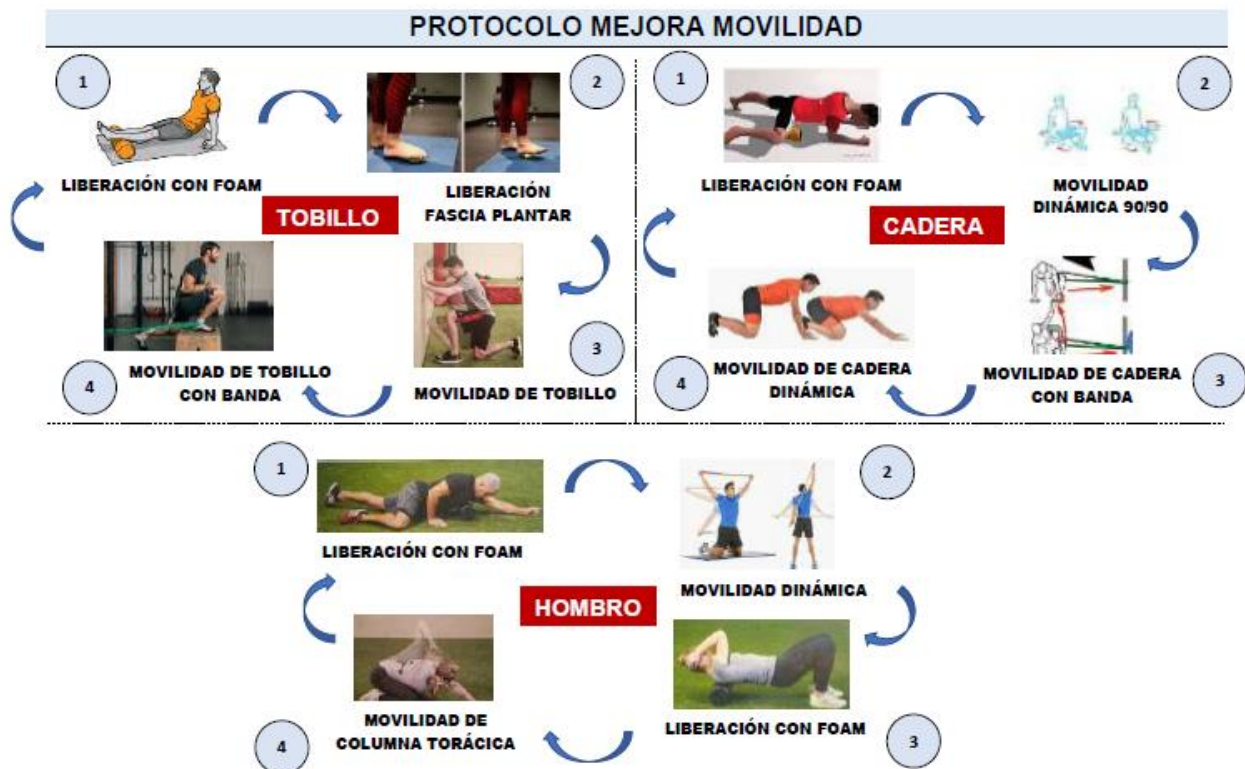 PROTOCOLO MEJORA MOVILIDAD
1
2
LIBERACIÓN CON FOAM
LIBERACIÓN
FASCIA PLANTAR
TOBILLO
4
MOVILIDAD DE TOBILLO
CON BANDA
3
MOVILIDAD DE TOBILLO
1
2
LIBERACIÓN CON FOAM
MOVILIDAD
DINÁMICA 90/90
CADERA
4
MOVILIDAD DE CADERA
DINÁMICA
MOVILIDAD DE CADERA
CON BANDA
3
1
2
LIBERACIÓN CON FOAM
MOVILIDAD DINÁMICA
HOMBRO
4
MOVILIDAD DE
COLUMNA TORÁCICA
LIBERACIÓN CON FOAM
3